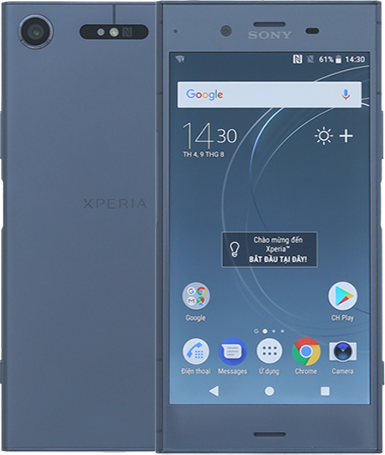 SONY
61% 14:30
Google
14 30
TH 4, 9 THG 8
XPERIA
Chào mừng đến
Xperia™
BẮT ĐẦU TẠI ĐÂY!
Google
CH Play
Điện thoại
Messages
Ứ.dụng
Chrome
Camera